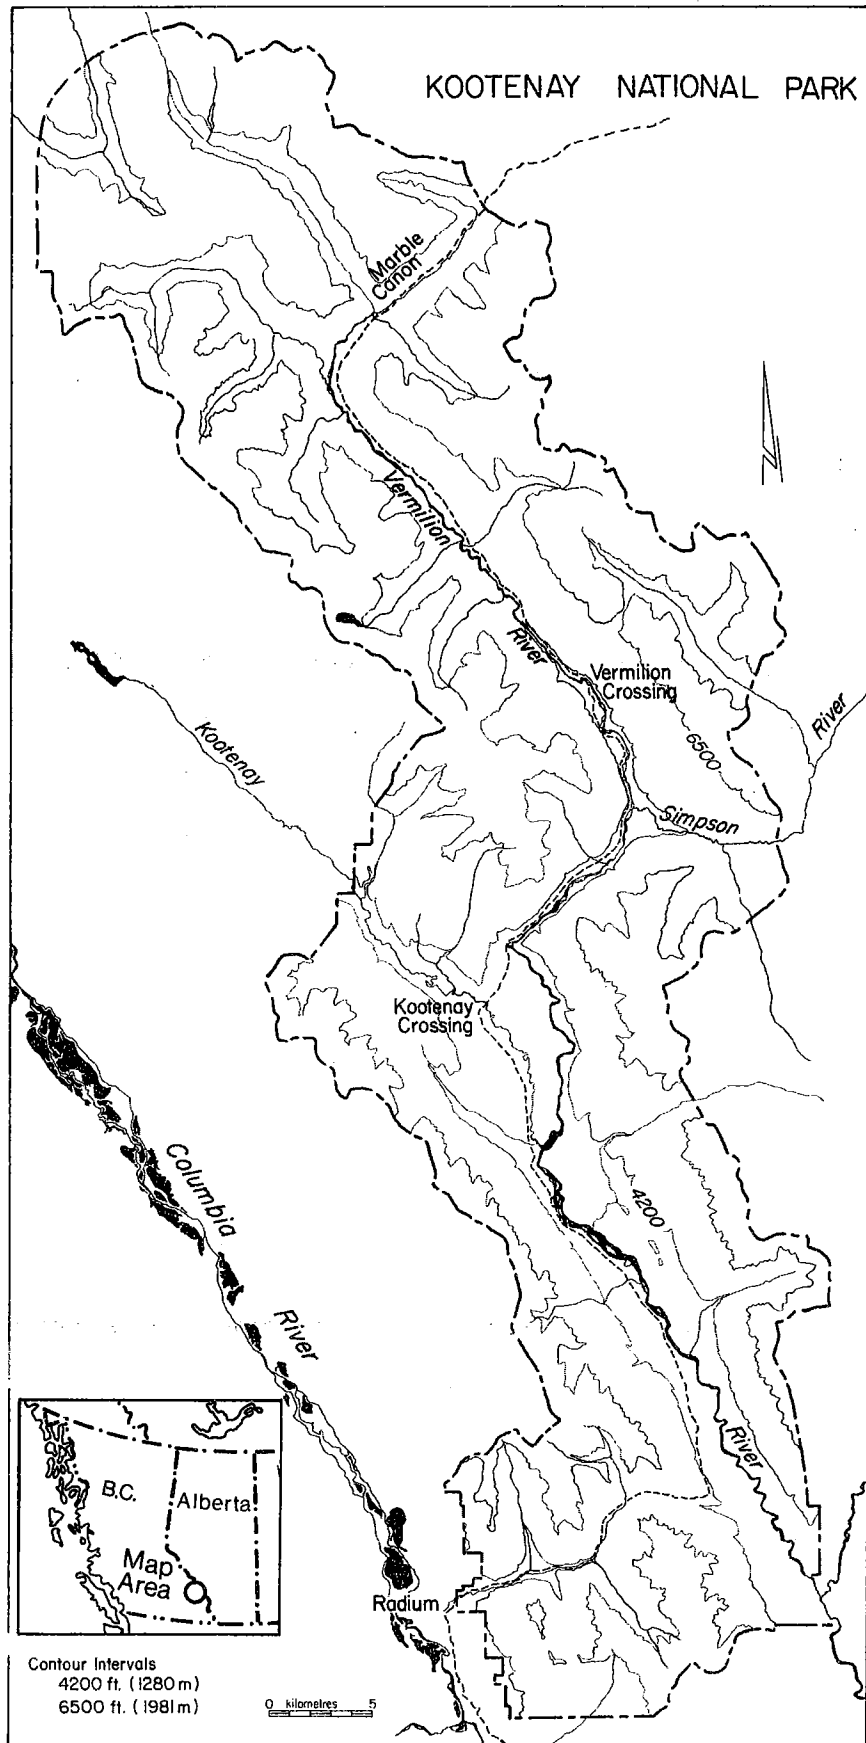 KOOTENAY NATIONAL PARK
Marble
Canon
Vermilion
River
Vermilion
Crossing
River
6500
Kootenay
Simpson
Kootenay
Crossing
Columbia
4200
River
River
B.C.
Alberta
Map
Area
Radium
Contour Intervals
4200 ft. (1280 m)
6500 ft. (1981 m)
0 kilometres 5